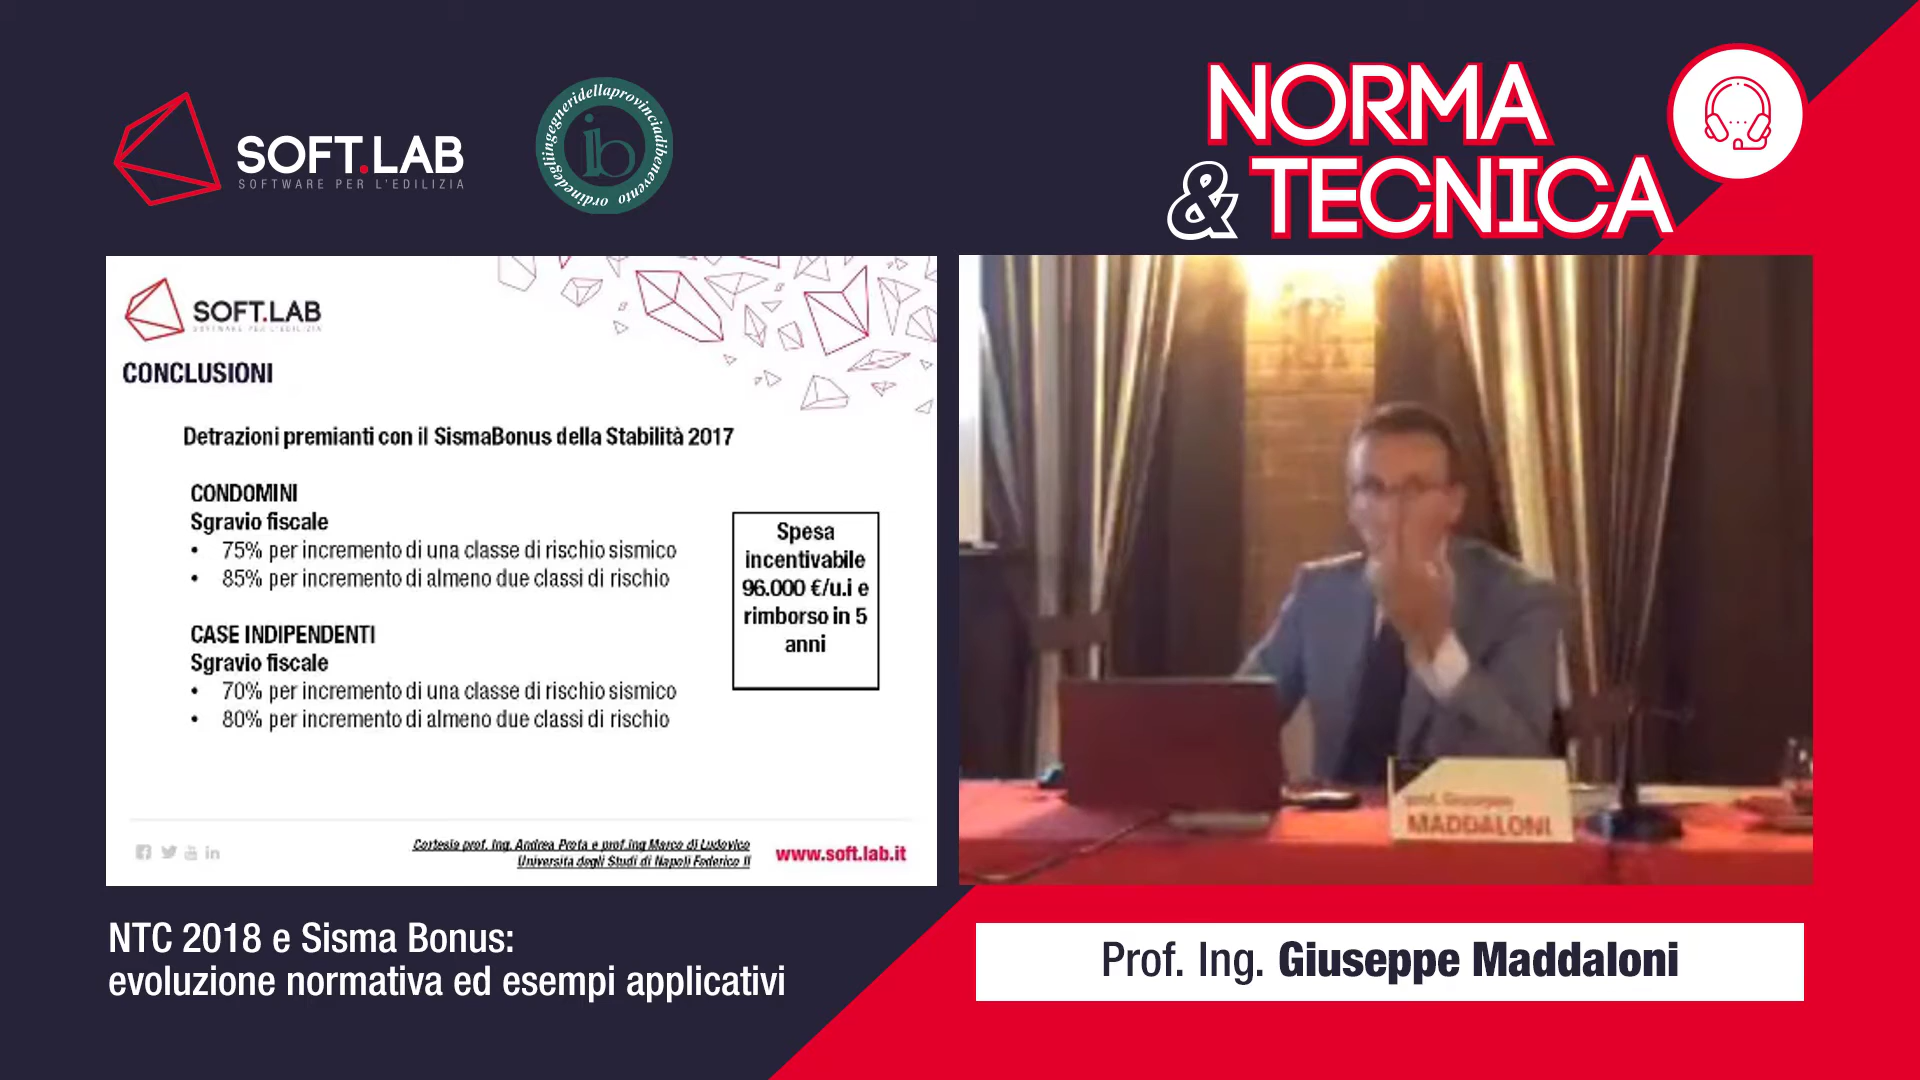 SOFT.LAB
SOFTWARE PER L'EDILIZIA
ordinedegliingegneridellaprovinciadibenevento
ib
NORMA
& TECNICA
SOFT.LAB
SOFTWARE PER L'EDILIZIA
CONCLUSIONI
Detrazioni premianti con il SismaBonus della Stabilità 2017
CONDOMINI
Sgravio fiscale
• 75% per incremento di una classe di rischio sismico
• 85% per incremento di almeno due classi di rischio
CASE INDIPENDENTI
Sgravio fiscale
• 70% per incremento di una classe di rischio sismico
• 80% per incremento di almeno due classi di rischio
Spesa
incentivabile
96.000 €/u.i e
rimborso in 5
anni
Cortesia prof. Ing. Andrea Prota e prof.ing Marco di Ludovico
Università degli Studi di Napoli Federico II
www.soft.lab.it
prof. Giuseppe
MADDALONI
NTC 2018 e Sisma Bonus:
evoluzione normativa ed esempi applicativi
Prof. Ing. Giuseppe Maddaloni